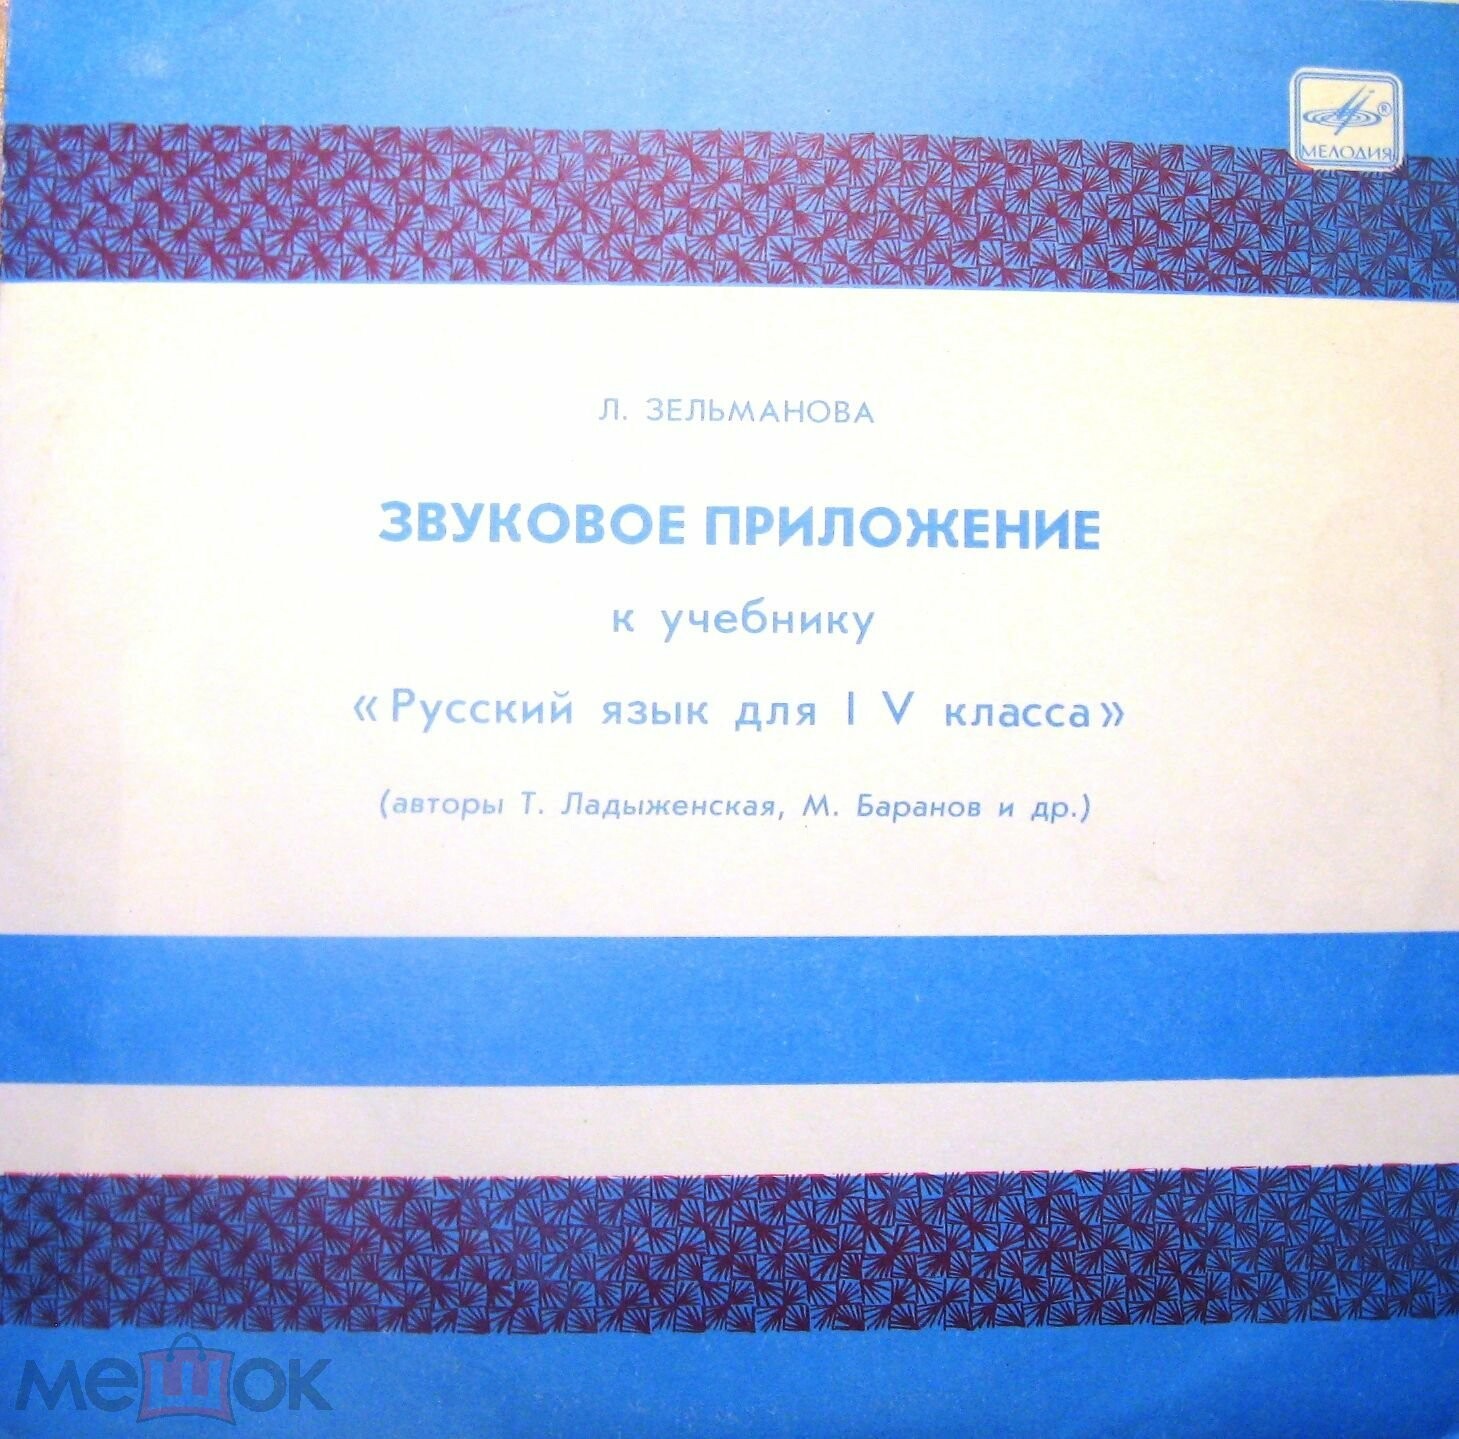 МЕЛОДИЯ
Л. ЗЕЛЬМАНОВА
ЗВУКОВОЕ ПРИЛОЖЕНИЕ
к учебнику
«Русский язык для I V класса»
(авторы Т. Ладыженская, М. Баранов и др.)
мешок